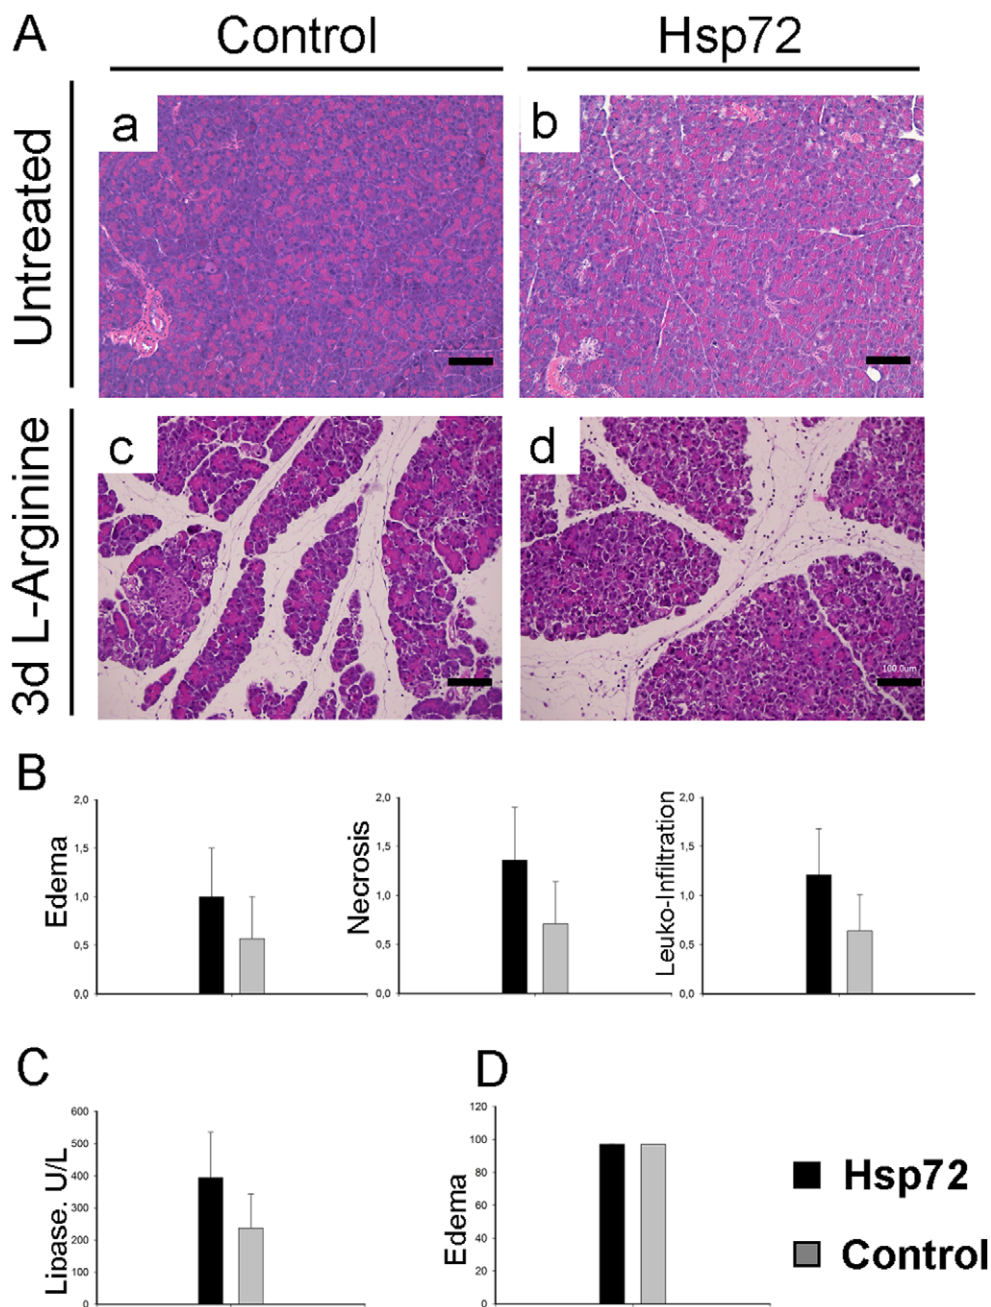 A
Control
Hsp72
Untreated
a
b
3d L-Arginine
c
d
100,0um
B
Edema
2,0
1,5
1,0
0,5
0,0
Necrosis
2,0
1,5
1,0
0,5
0,0
Leuko-Infiltration
2,0
1,5
1,0
0,5
0,0
C
Lipase. U/L
600
500
400
300
200
100
0
D
Edema
120
100
80
60
40
20
0
Hsp72
Control